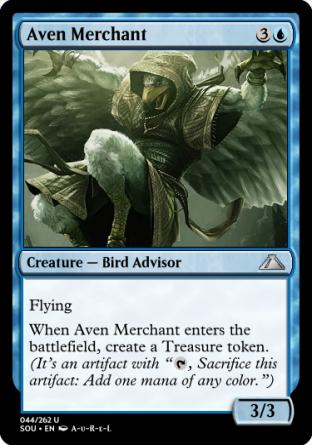 Aven Merchant 3
Creature — Bird Advisor
Flying
When Aven Merchant enters the
battlefield, create a Treasure token.
(It's an artifact with “, Sacrifice this
artifact: Add one mana of any color.”)
3/3
044/262 U
SOU • EN A-U-R-E-L